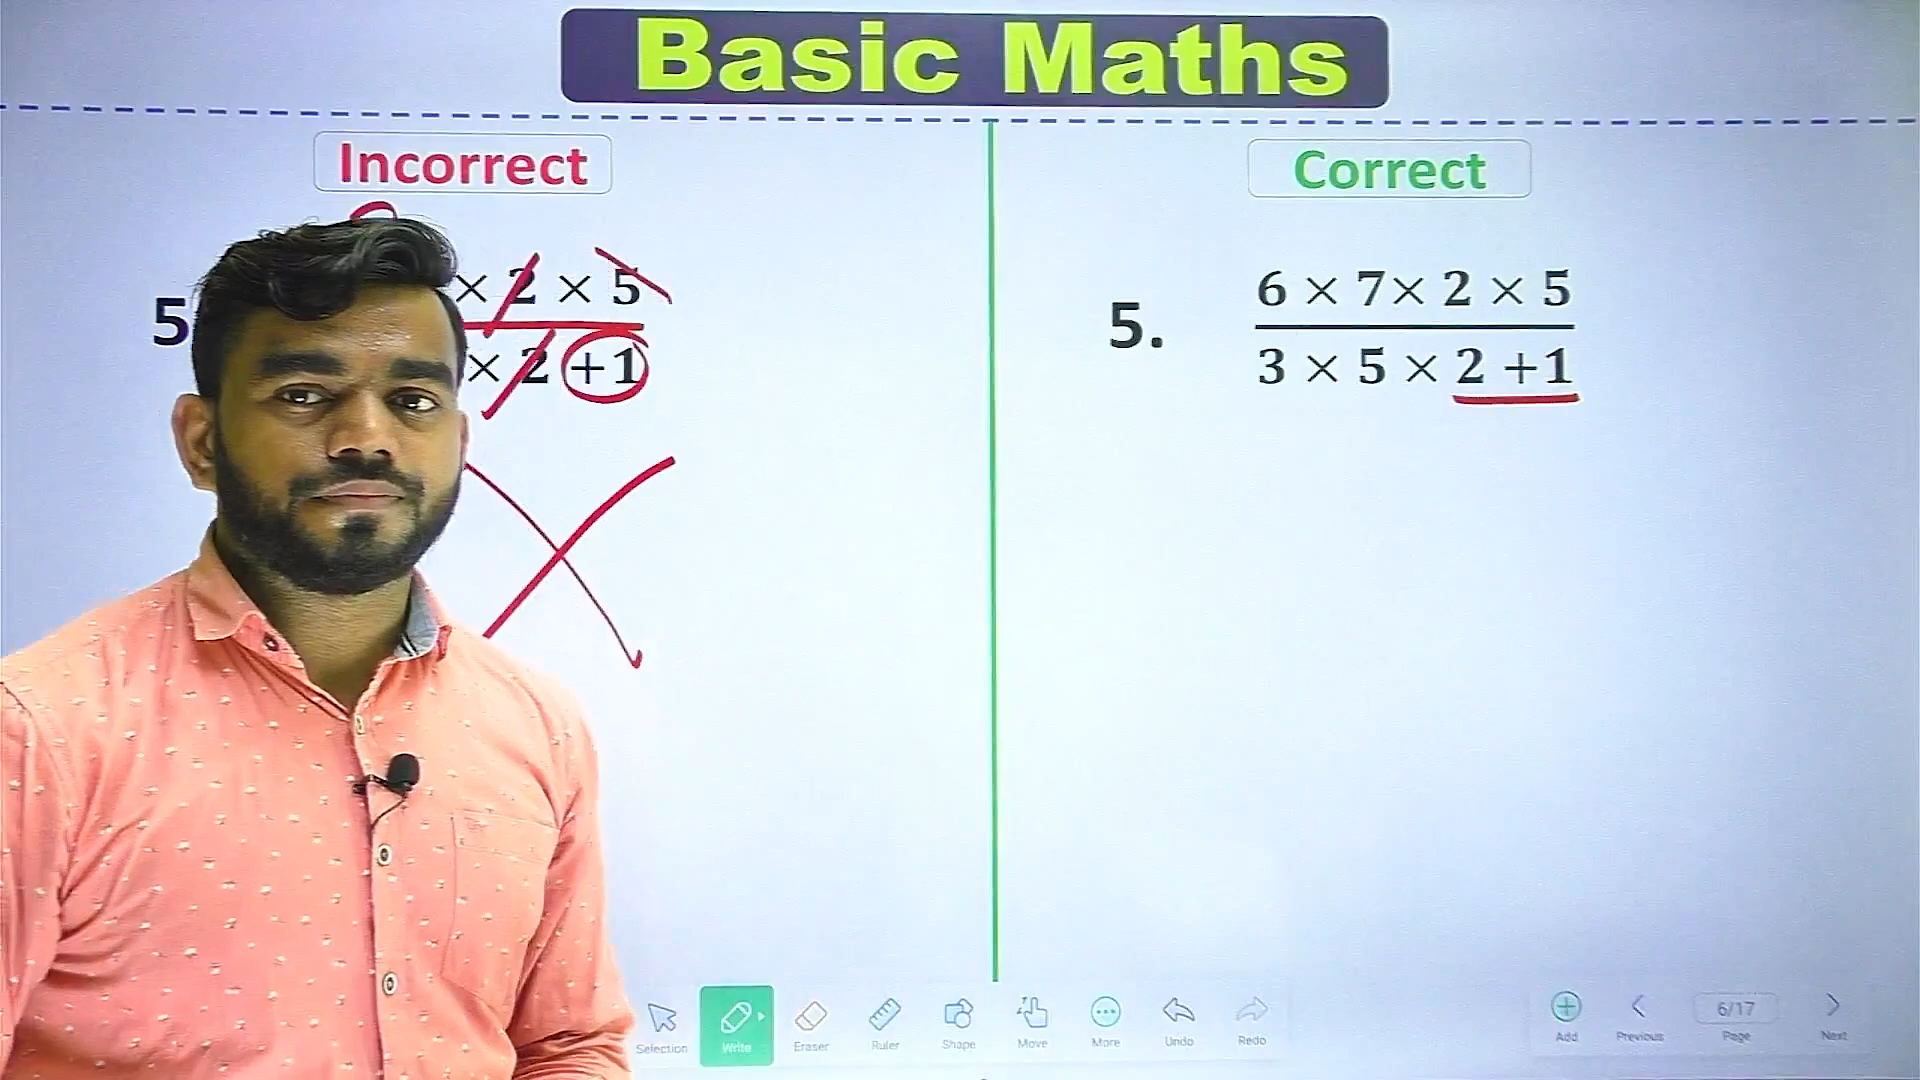 Basic Maths
Incorrect
Correct
5
× 2 × 5
× 2 +1
5.
6 × 7 × 2 × 5
3 × 5 × 2 +1
Selection
Write
Eraser
Ruler
Shape
Move
More
Undo
Redo
Add
Previous
6/17
Page
Next